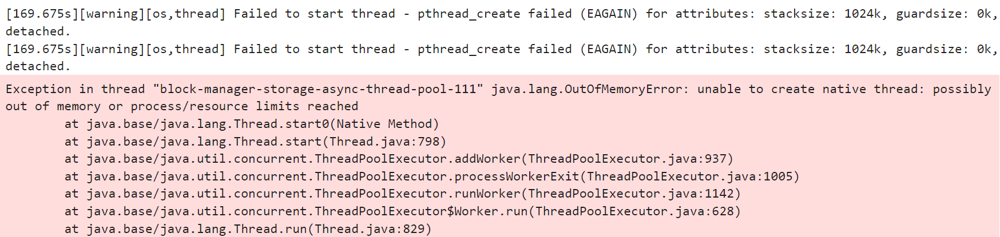 [169.675s][warning][os,thread] Failed to start thread - pthread_create failed (EAGAIN) for attributes: stacksize: 1024k, guardsize: 0k,
detached.
[169.675s][warning][os,thread] Failed to start thread - pthread_create failed (EAGAIN) for attributes: stacksize: 1024k, guardsize: 0k,
detached.
Exception in thread "block-manager-storage-async-thread-pool-111" java.lang.OutOfMemoryError: unable to create native thread: possibly
out of memory or process/resource limits reached
        at java.base/java.lang.Thread.start0(Native Method)
        at java.base/java.lang.Thread.start(Thread.java:798)
        at java.base/java.util.concurrent.ThreadPoolExecutor.addWorker(ThreadPoolExecutor.java:937)
        at java.base/java.util.concurrent.ThreadPoolExecutor.processWorkerExit(ThreadPoolExecutor.java:1005)
        at java.base/java.util.concurrent.ThreadPoolExecutor.runWorker(ThreadPoolExecutor.java:1142)
        at java.base/java.util.concurrent.ThreadPoolExecutor$Worker.run(ThreadPoolExecutor.java:628)
        at java.base/java.lang.Thread.run(Thread.java:829)